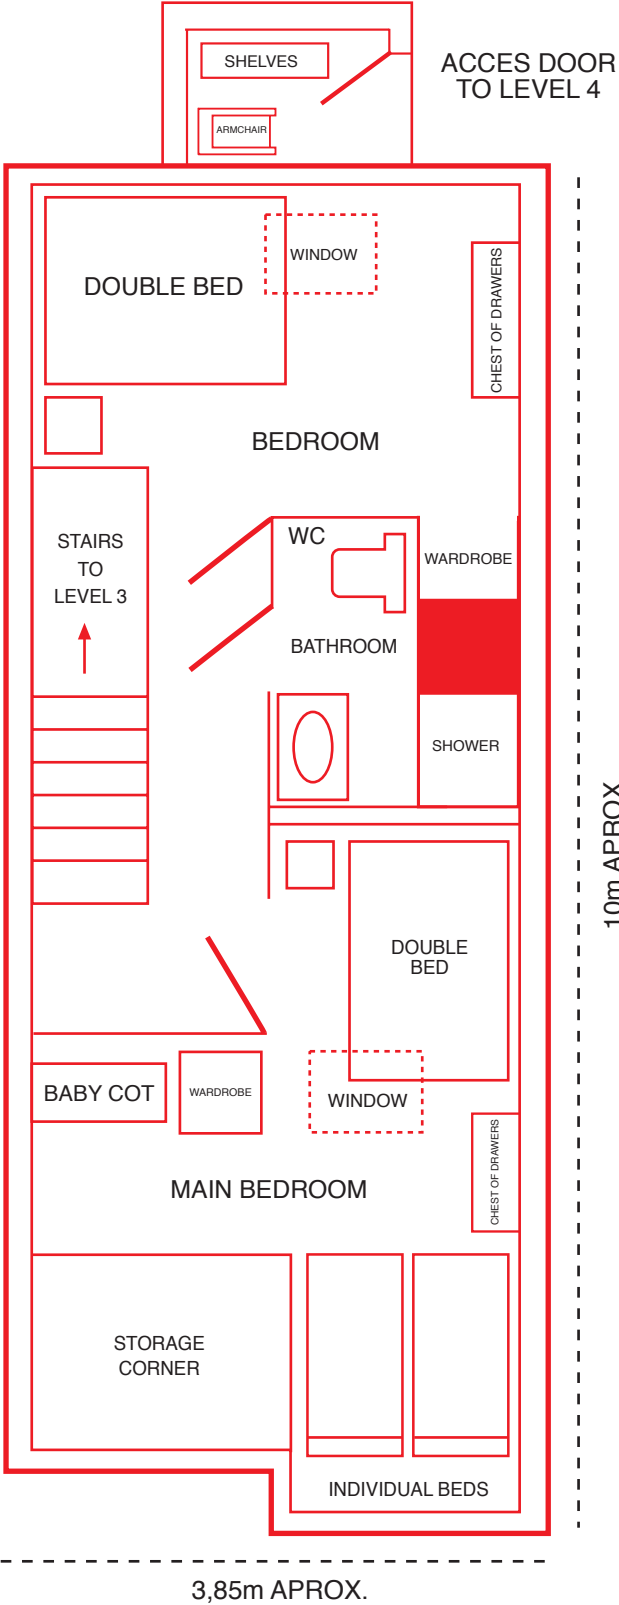 SHELVES
ACCES DOOR
TO LEVEL 4
ARMCHAIR
WINDOW
DOUBLE BED
CHEST OF DRAWERS
BEDROOM
STAIRS
TO
LEVEL 3
WC
WARDROBE
BATHROOM
SHOWER
10m APROX
DOUBLE
BED
BABY COT
WARDROBE
WINDOW
CHEST OF DRAWERS
MAIN BEDROOM
STORAGE
CORNER
INDIVIDUAL BEDS
3,85m APROX.